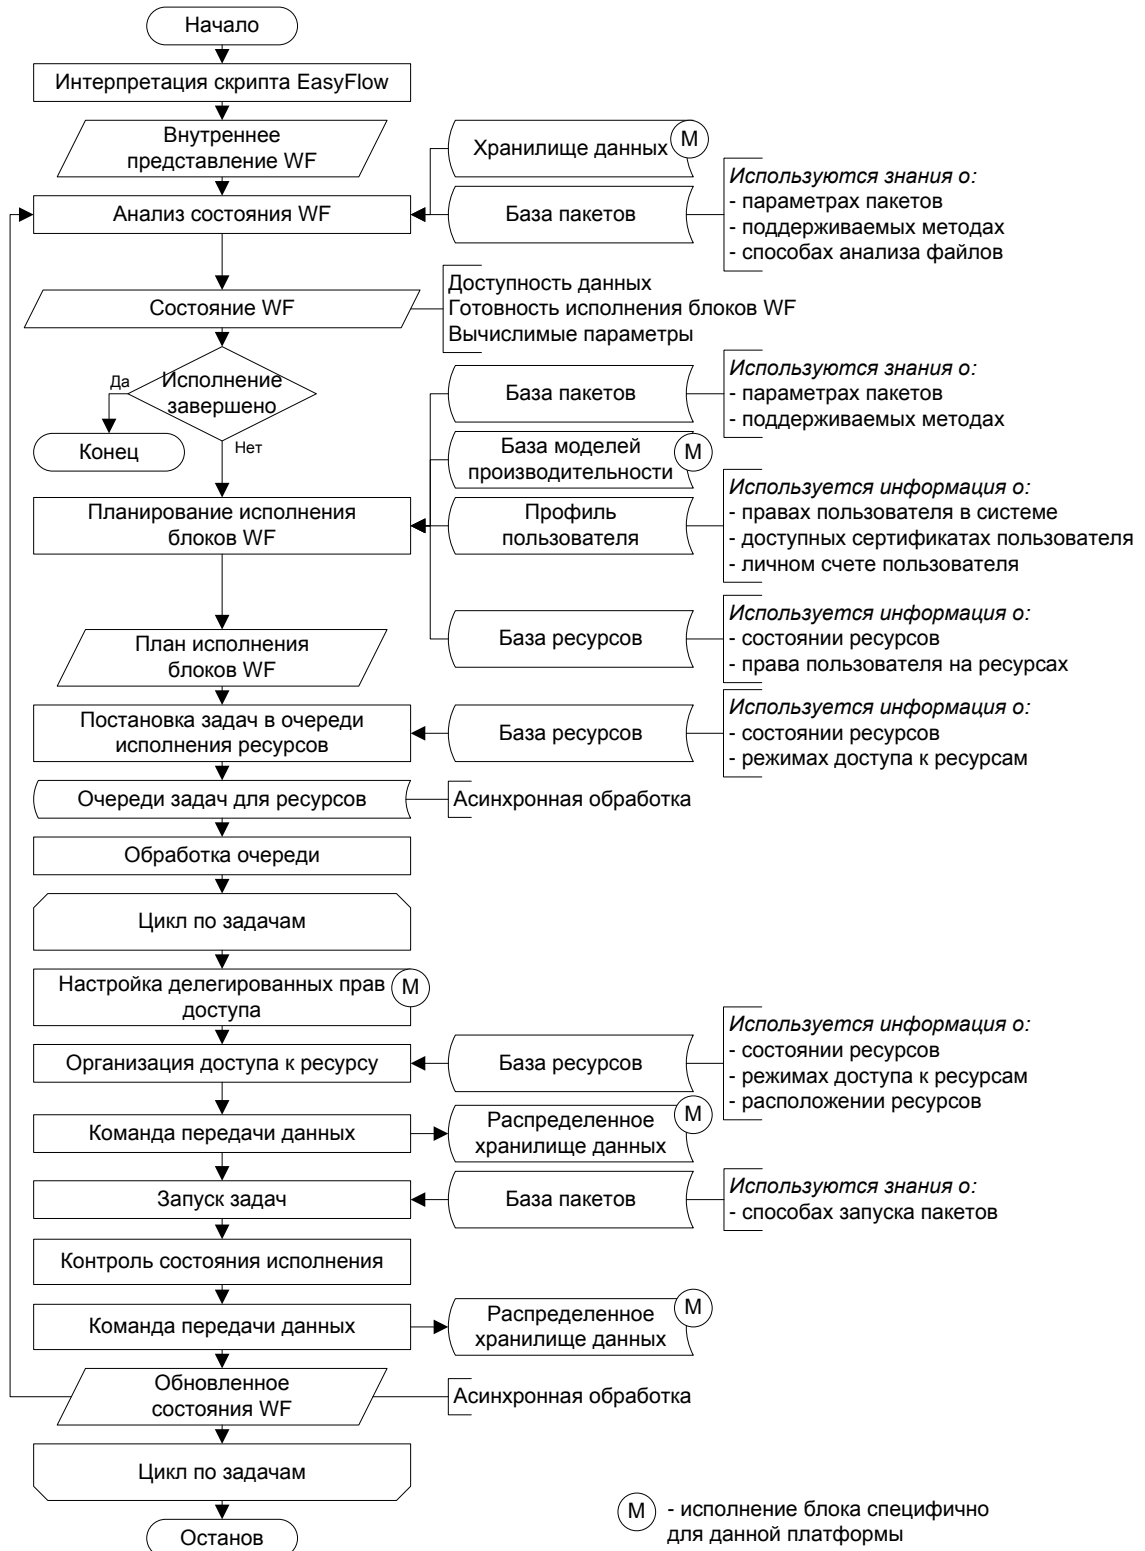 Начало
Интерпретация скрипта EasyFlow
Внутреннее
представление WF
Хранилище данных
М
Используются знания о:
- параметрах пакетов
- поддерживаемых методах
- способах анализа файлов
Анализ состояния WF
База пакетов
Состояние WF
Доступность данных
Готовность исполнения блоков WF
Вычислимые параметры
Исполнение
завершено
Да
Нет
Конец
База пакетов
Используются знания о:
- параметрах пакетов
- поддерживаемых методах
База моделей
производительности
М
Планирование исполнения
блоков WF
Профиль
пользователя
Используется информация о:
- правах пользователя в системе
- доступных сертификатах пользователя
- личном счете пользователя
База ресурсов
Используется информация о:
- состоянии ресурсов
- права пользователя на ресурсах
План исполнения
блоков WF
Постановка задач в очереди
исполнения ресурсов
База ресурсов
Используется информация о:
- состоянии ресурсов
- режимах доступа к ресурсам
Очереди задач для ресурсов
Асинхронная обработка
Обработка очереди
Цикл по задачам
Настройка делегированных прав
доступа
М
Организация доступа к ресурсу
База ресурсов
Используется информация о:
- состоянии ресурсов
- режимах доступа к ресурсам
- расположении ресурсов
Команда передачи данных
Распределенное
хранилище данных
М
Запуск задач
База пакетов
Используются знания о:
- способах запуска пакетов
Контроль состояния исполнения
Команда передачи данных
Распределенное
хранилище данных
М
Обновленное
состояния WF
Асинхронная обработка
Цикл по задачам
Останов
М - исполнение блока специфично
для данной платформы